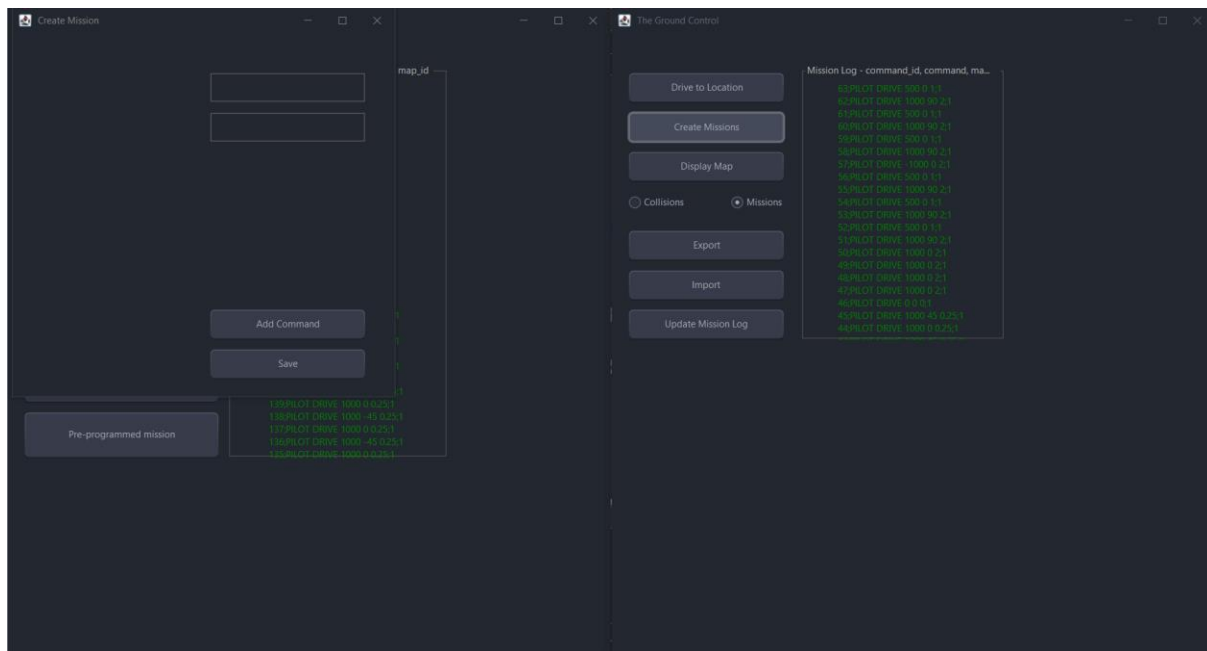 Create Mission
map_id
Add Command
Save
139;PILOT DRIVE 1000 0 0.25;1
138;PILOT DRIVE 1000 -45 0.25;1
137;PILOT DRIVE 1000 0 0.25;1
136;PILOT DRIVE 1000 -45 0.25;1
135;PILOT DRIVE 1000 0 0.25;1
Pre-programmed mission
The Ground Control
Drive to Location
Create Missions
Display Map
Collisions
Missions
Export
Import
Update Mission Log
Mission Log - command_id, command, ma...
63;PILOT DRIVE 500 0 1;1
62;PILOT DRIVE 1000 90 2;1
61;PILOT DRIVE 500 0 1;1
60;PILOT DRIVE 1000 90 2;1
59;PILOT DRIVE 500 0 1;1
58;PILOT DRIVE 1000 90 2;1
57;PILOT DRIVE -1000 0 2;1
56;PILOT DRIVE 500 0 1;1
55;PILOT DRIVE 1000 90 2;1
54;PILOT DRIVE 500 0 1;1
53;PILOT DRIVE 1000 90 2;1
52;PILOT DRIVE 500 0 1;1
51;PILOT DRIVE 1000 90 2;1
50;PILOT DRIVE 1000 0 2;1
49;PILOT DRIVE 1000 0 2;1
48;PILOT DRIVE 1000 0 2;1
47;PILOT DRIVE 1000 0 2;1
46;PILOT DRIVE 0 0 0;1
45;PILOT DRIVE 1000 45 0.25;1
44;PILOT DRIVE 1000 0 0.25;1